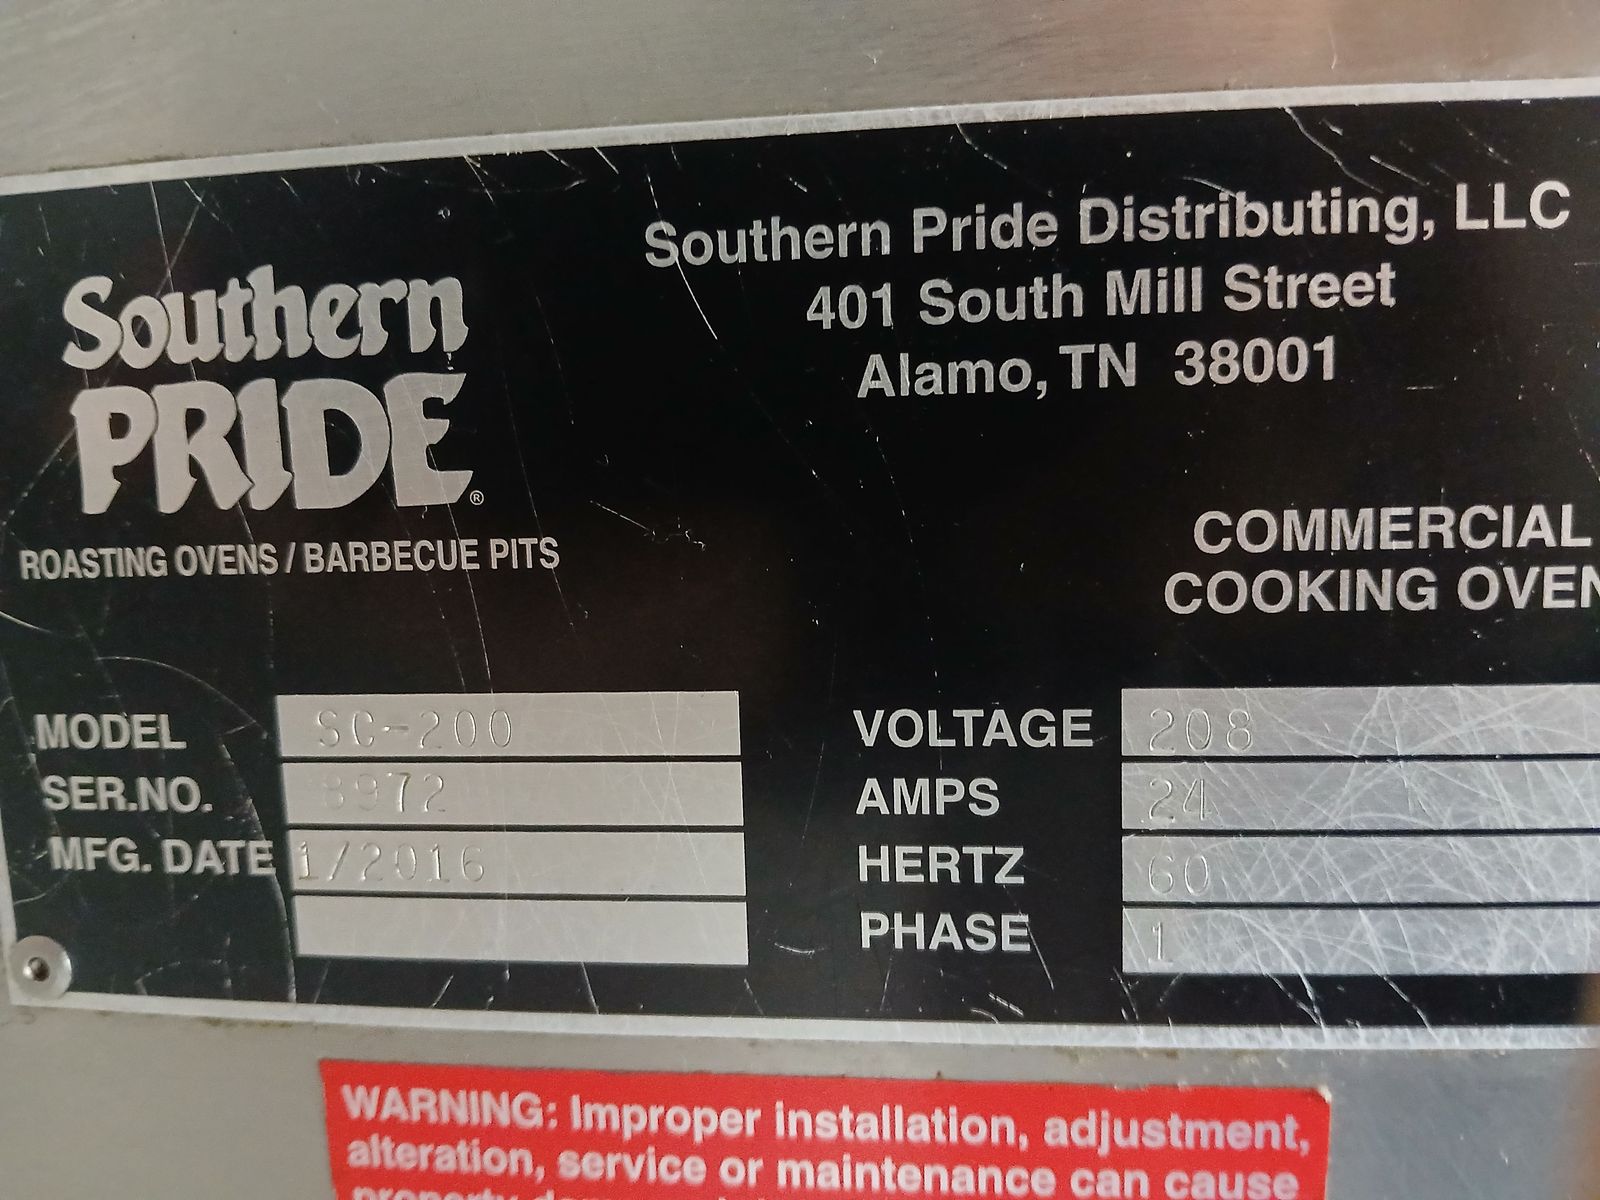 Southern Pride Distributing, LLC
401 South Mill Street
Alamo, TN 38001
Southern
PRIDE®
ROASTING OVENS / BARBECUE PITS
COMMERCIAL
COOKING OVEN
MODEL SC-200
SER.NO. 8972
MFG. DATE 1/2016
VOLTAGE 208
AMPS 24
HERTZ 60
PHASE 1
WARNING: Improper installation, adjustment,
alteration, service or maintenance can cause
property